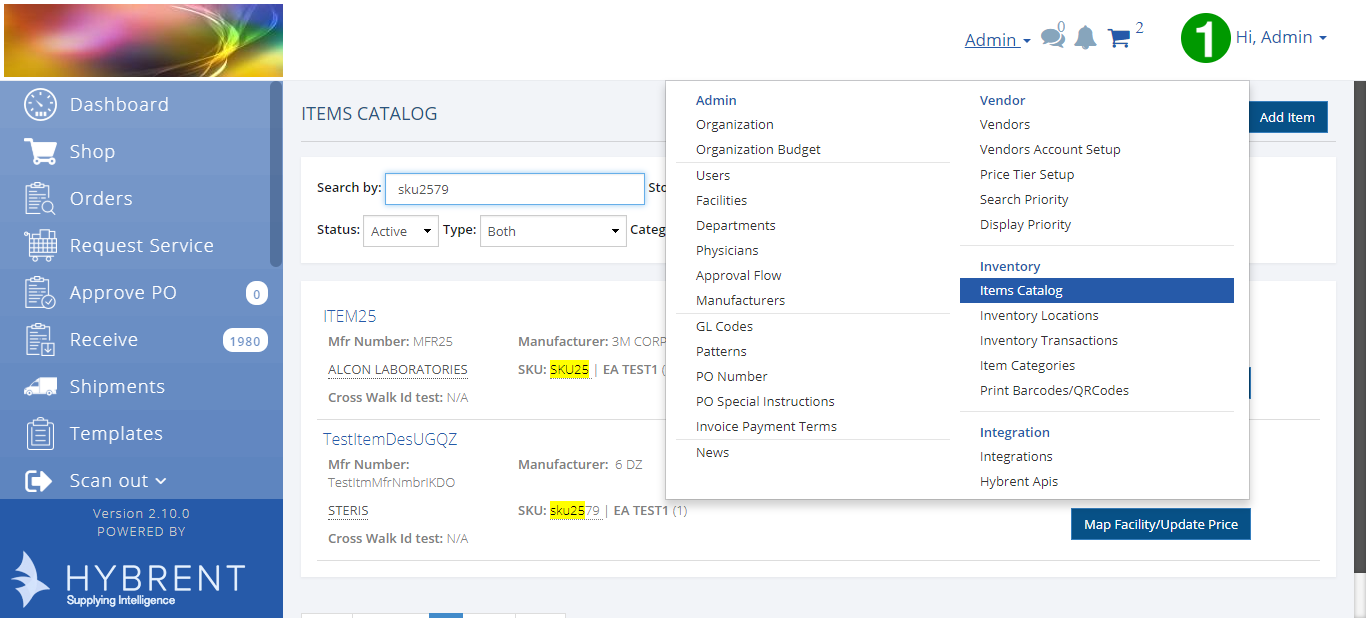 Admin
0
2
1
Hi, Admin
Dashboard
Shop
Orders
Request Service
Approve PO 0
Receive 1980
Shipments
Templates
Scan out
Version 2.10.0
POWERED BY
HYBRENT
Supplying Intelligence
ITEMS CATALOG
Add Item
Search by: sku2579 Sto
Status: Active Type: Both Categ
ITEM25
Mfr Number: MFR25 Manufacturer: 3M CORP
ALCON LABORATORIES SKU: SKU25 | EA TEST1 (
Cross Walk Id test: N/A
TestItemDesUGQZ
Mfr Number: Manufacturer: 6 DZ
TestItmMfrNmbrIKDO
STERIS SKU: sku2579 | EA TEST1 (1)
Cross Walk Id test: N/A
Map Facility/Update Price
Admin
Organization
Organization Budget
Users
Facilities
Departments
Physicians
Approval Flow
Manufacturers
GL Codes
Patterns
PO Number
PO Special Instructions
Invoice Payment Terms
News
Vendor
Vendors
Vendors Account Setup
Price Tier Setup
Search Priority
Display Priority
Inventory
Items Catalog
Inventory Locations
Inventory Transactions
Item Categories
Print Barcodes/QRCodes
Integration
Integrations
Hybrent Apis